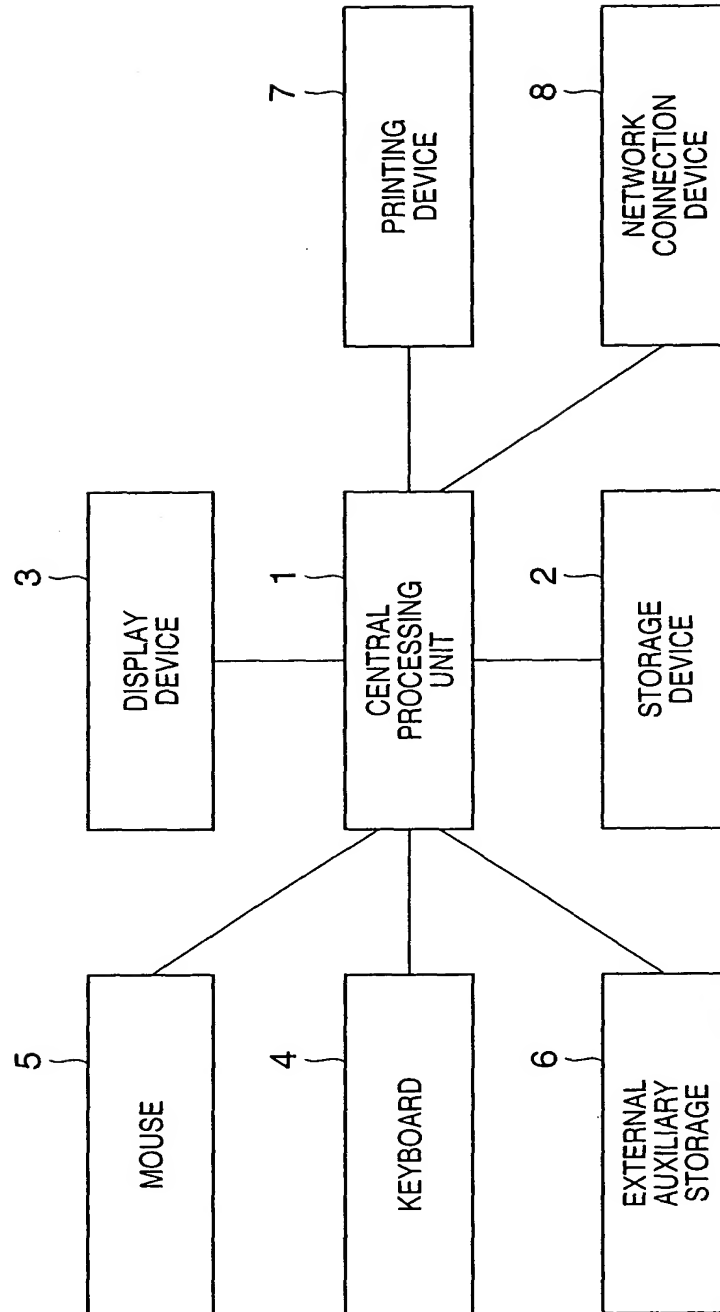 5
MOUSE
3
DISPLAY
DEVICE
4
KEYBOARD
1
CENTRAL
PROCESSING
UNIT
7
PRINTING
DEVICE
6
EXTERNAL
AUXILIARY
STORAGE
2
STORAGE
DEVICE
8
NETWORK
CONNECTION
DEVICE